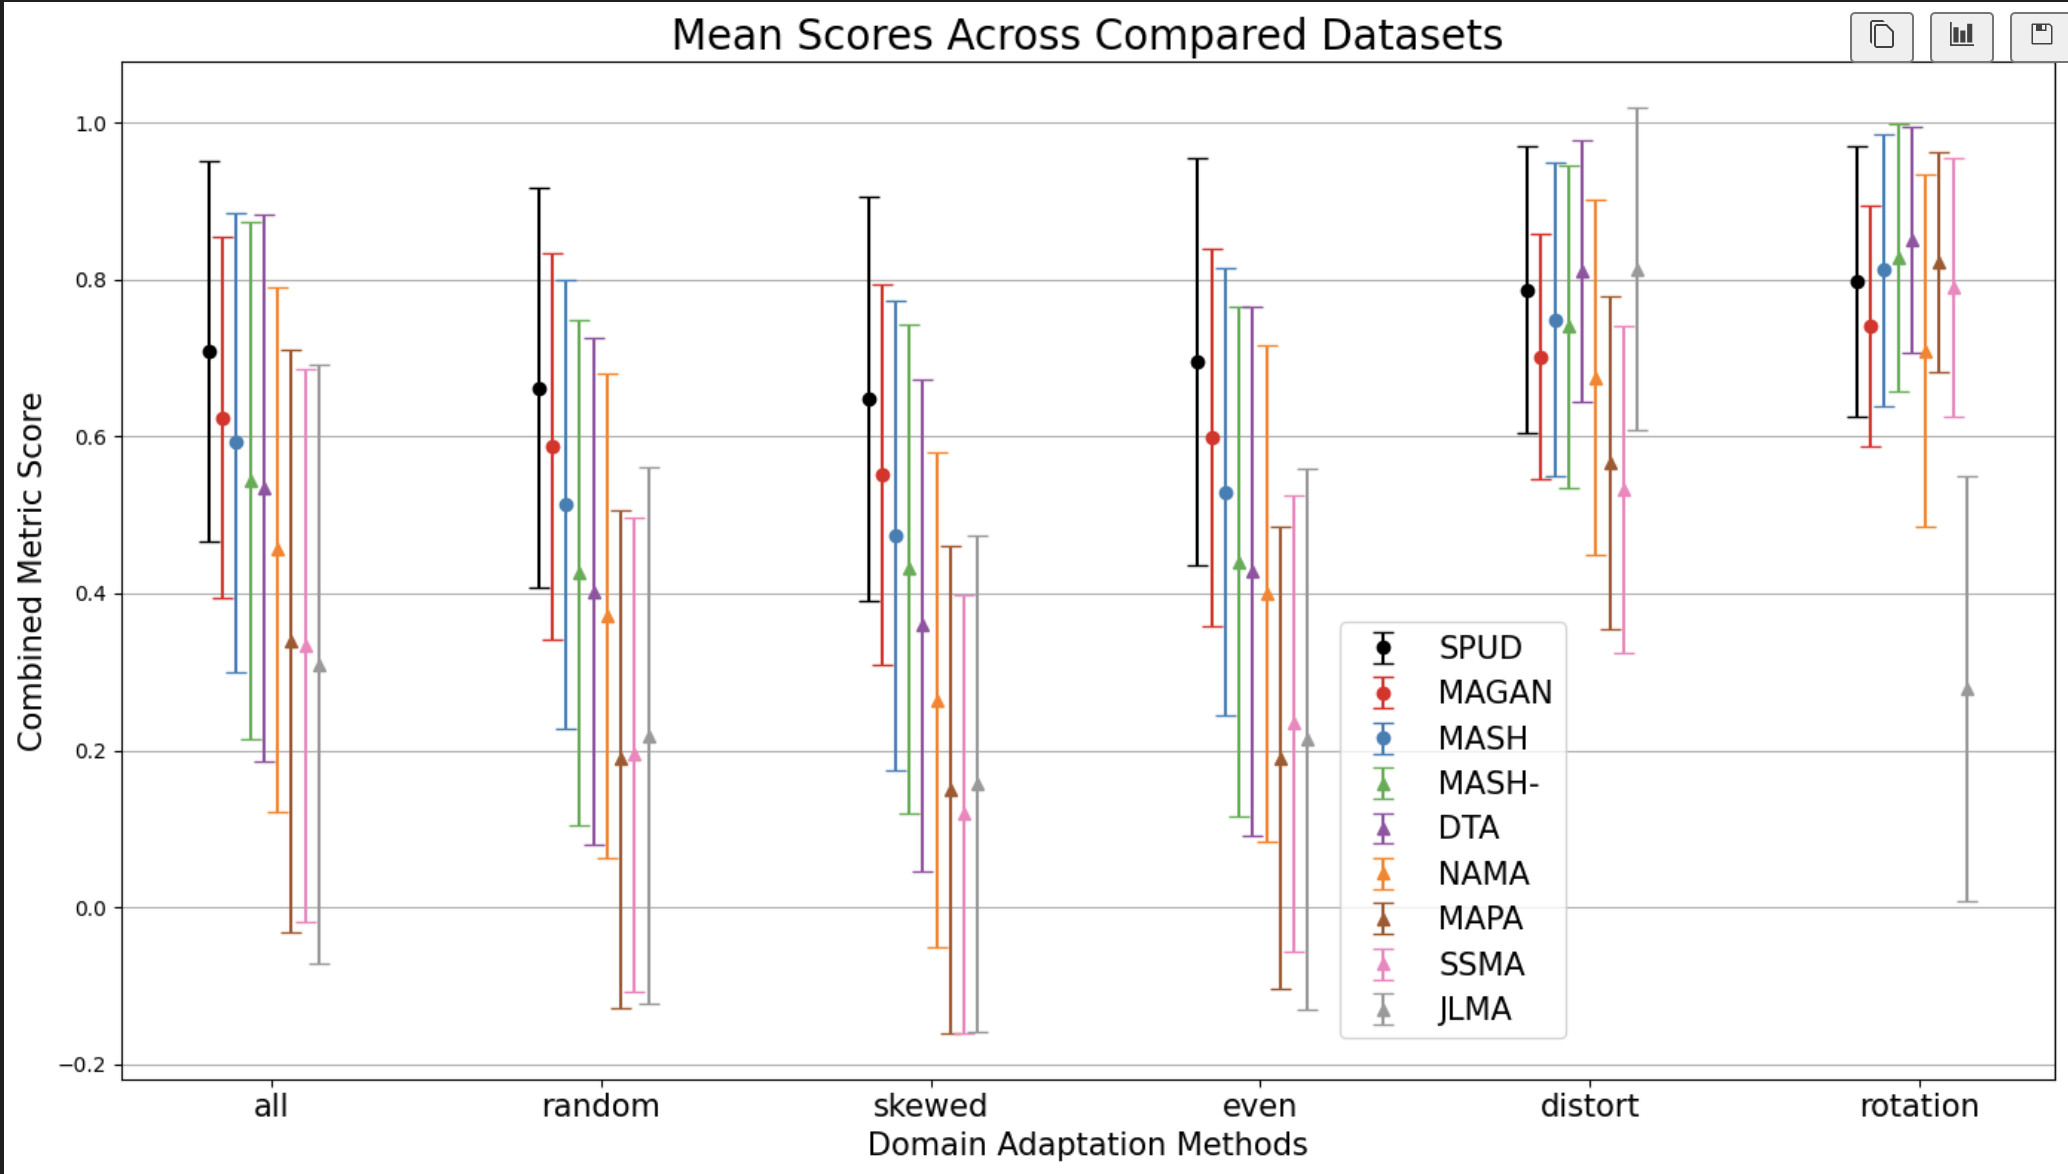 Mean Scores Across Compared Datasets
Combined Metric Score
1.0
0.8
0.6
0.4
0.2
0.0
−0.2
SPUD
MAGAN
MASH
MASH-
DTA
NAMA
MAPA
SSMA
JLMA
all random skewed even distort rotation
Domain Adaptation Methods